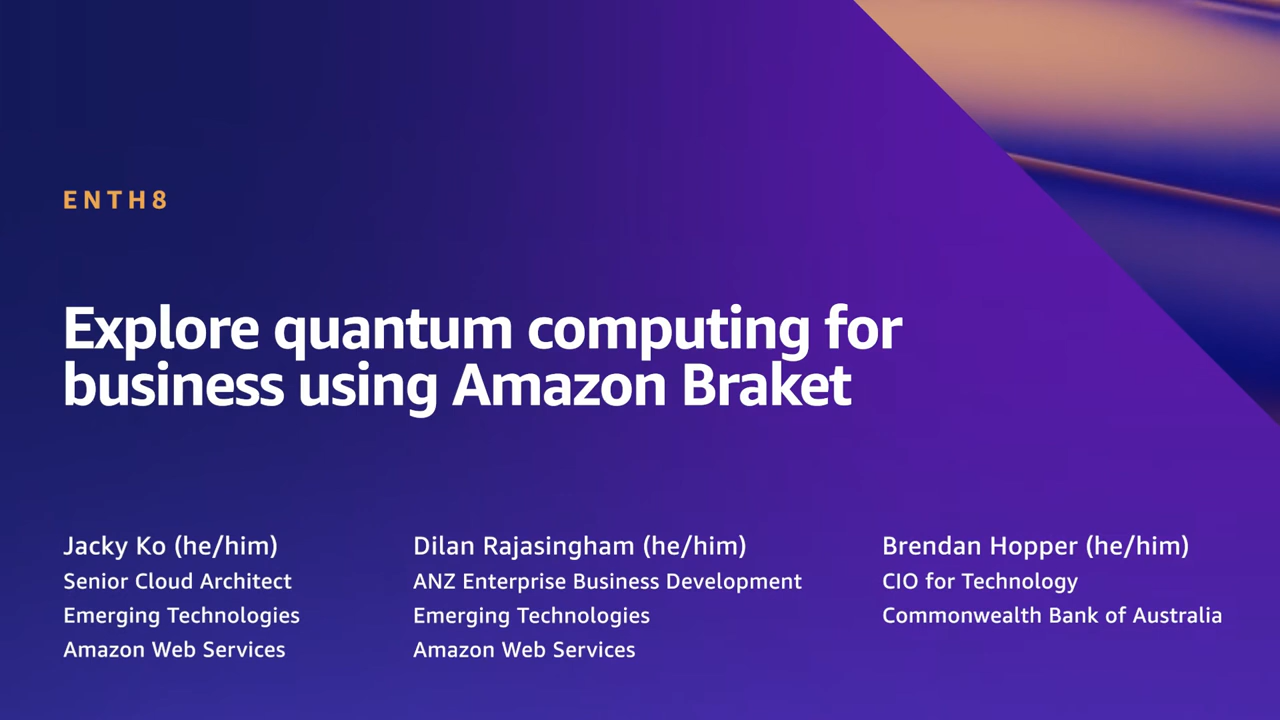 ENTH8
Explore quantum computing for
business using Amazon Braket
Jacky Ko (he/him)
Senior Cloud Architect
Emerging Technologies
Amazon Web Services
Dilan Rajasingham (he/him)
ANZ Enterprise Business Development
Emerging Technologies
Amazon Web Services
Brendan Hopper (he/him)
CIO for Technology
Commonwealth Bank of Australia